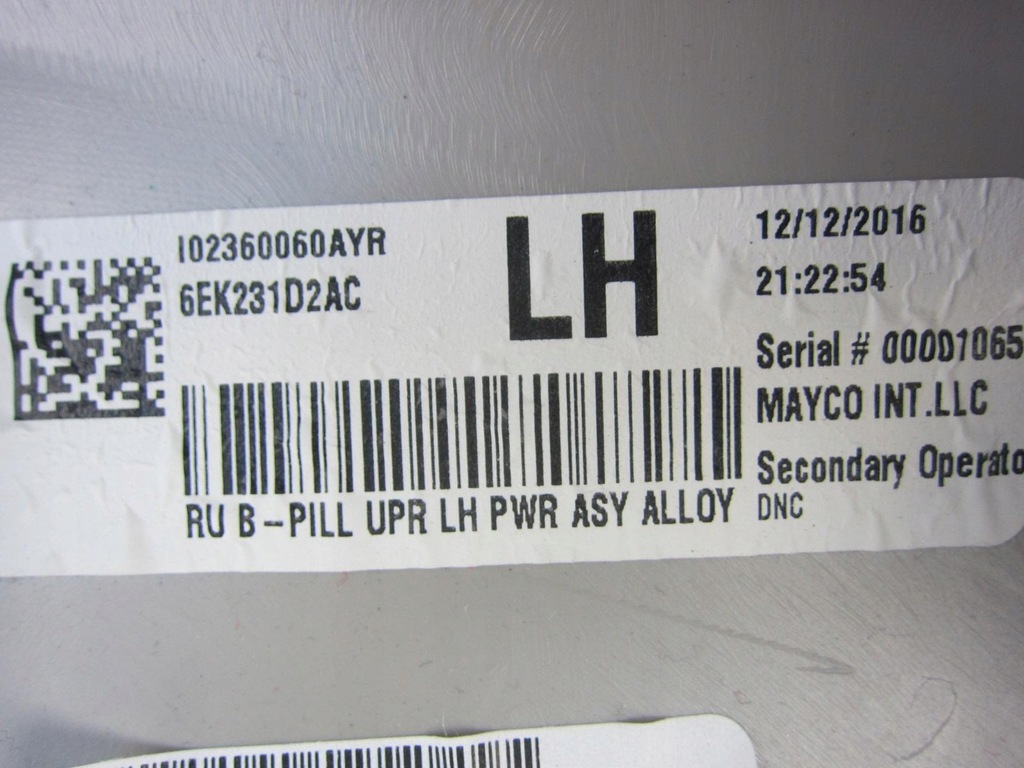 I02360060AYR
6EK231D2AC
LH
12/12/2016
21:22:54
Serial # 00001065
MAYCO INT.LLC
Secondary Operato
DNC
RU B-PILL UPR LH PWR ASY ALLOY